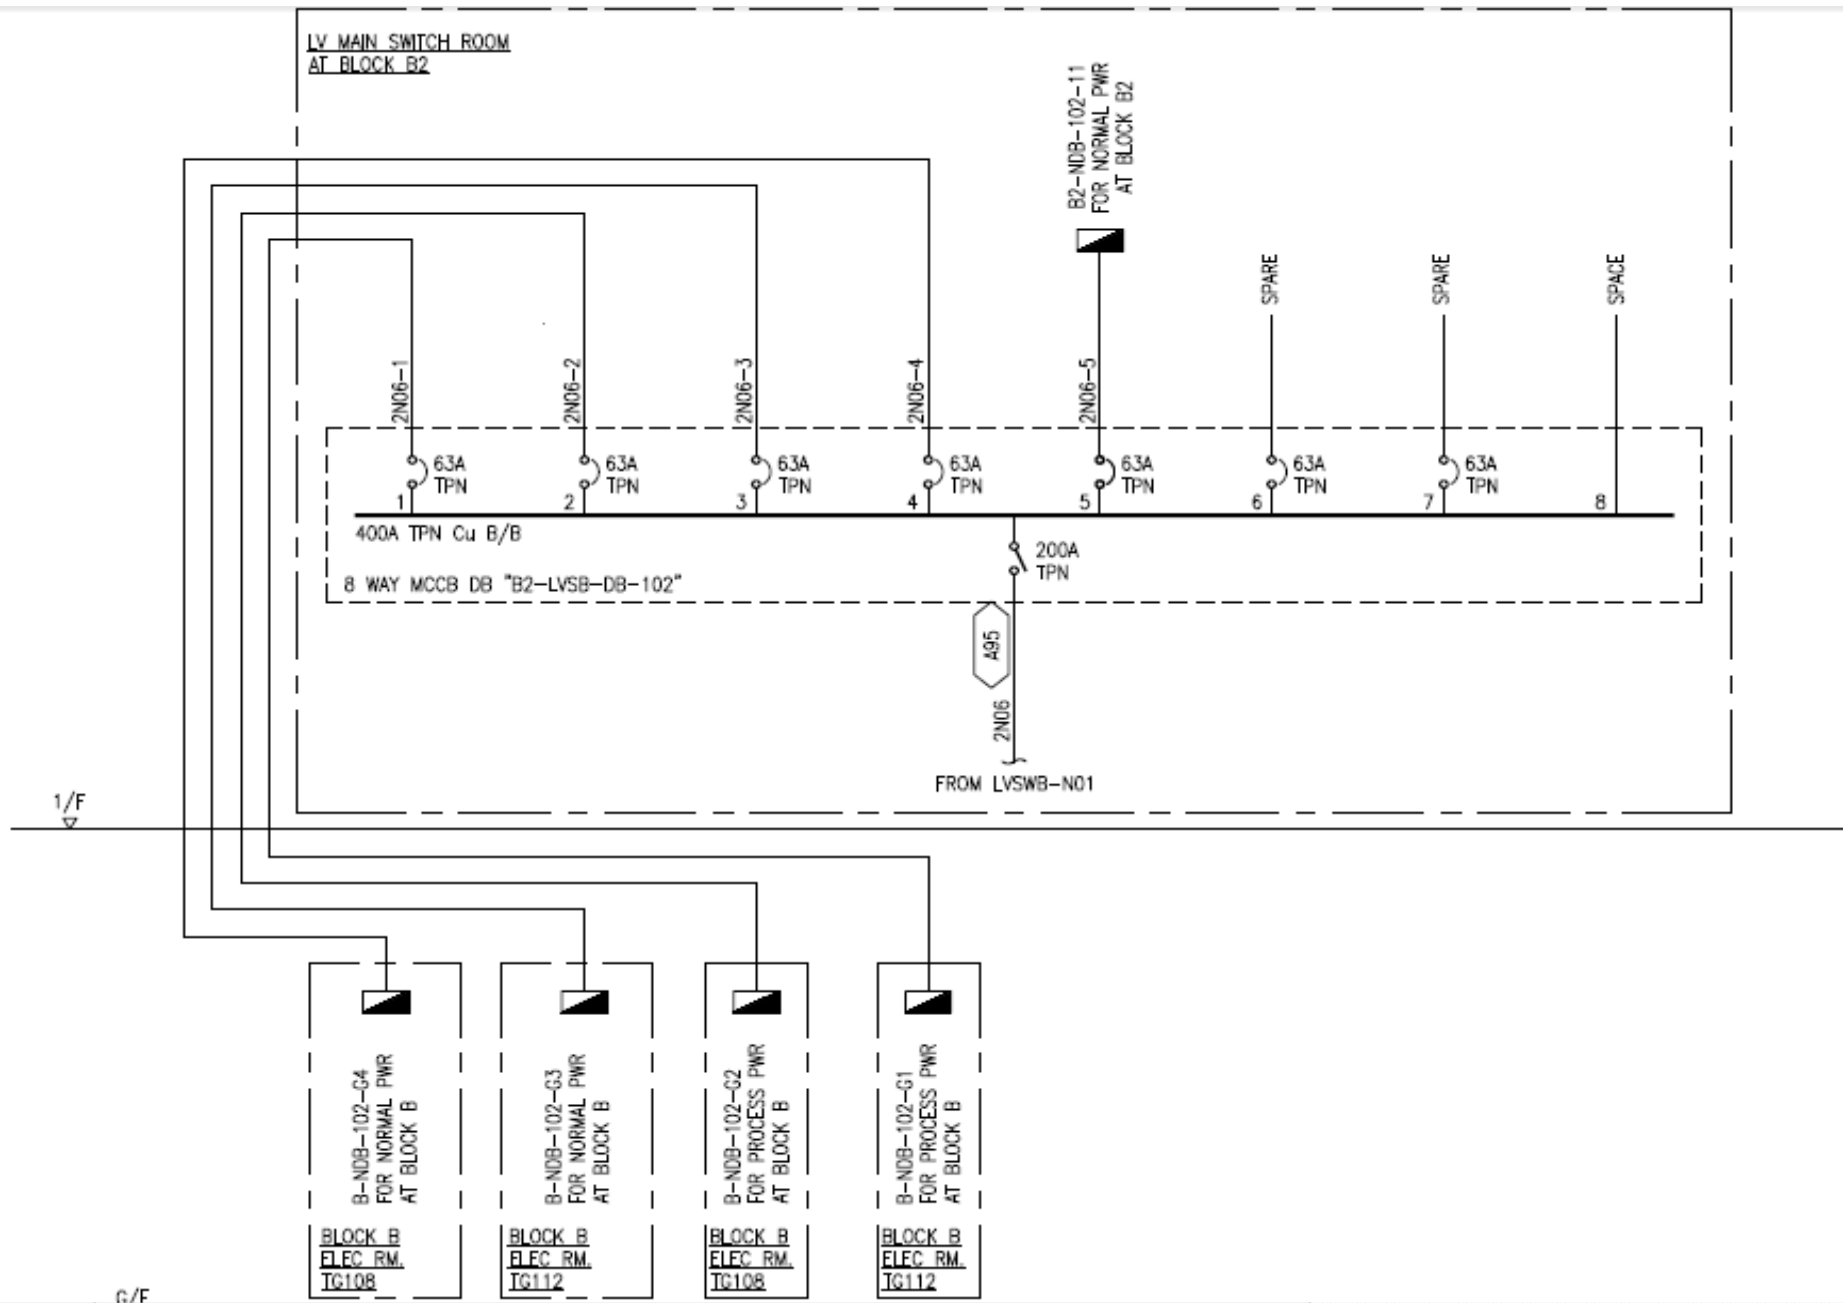 LV MAIN SWITCH ROOM
AT BLOCK B2
B2-NDB-102-11
FOR NORMAL PWR
AT BLOCK B2
SPARE
SPARE
SPACE
2N06-1
2N06-2
2N06-3
2N06-4
2N06-5
63A
TPN
1
63A
TPN
2
63A
TPN
3
63A
TPN
4
63A
TPN
5
63A
TPN
6
63A
TPN
7
8
400A TPN Cu B/B
200A
TPN
8 WAY MCCB DB "B2-LVSB-DB-102"
A95
2N06
FROM LVSWB-N01
1/F
B-NDB-102-G4
FOR NORMAL PWR
AT BLOCK B
BLOCK B
ELEC RM.
TG108
B-NDB-102-G3
FOR NORMAL PWR
AT BLOCK B
BLOCK B
ELEC RM.
TG112
B-NDB-102-G2
FOR PROCESS PWR
AT BLOCK B
BLOCK B
ELEC RM.
TG108
B-NDB-102-G1
FOR PROCESS PWR
AT BLOCK B
BLOCK B
ELEC RM.
TG112
G/F